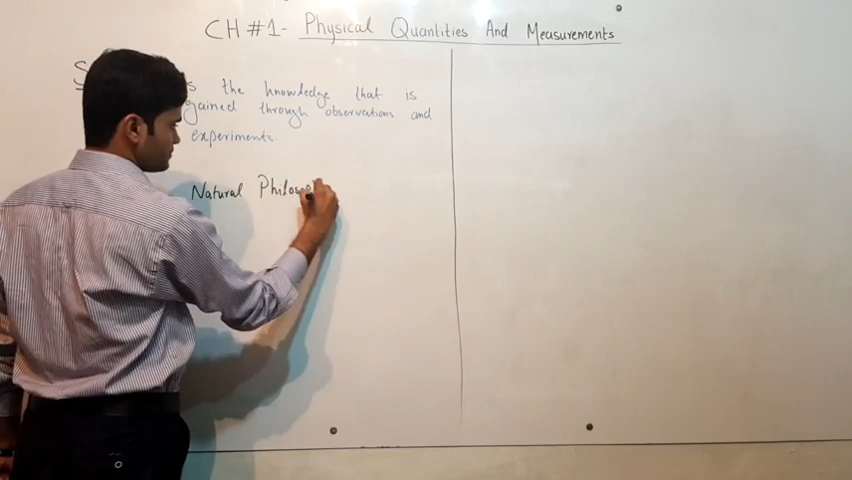 CH #1- Physical Quantities And Measurements
the knowledge that is
gained through observations and
experiments.
Natural